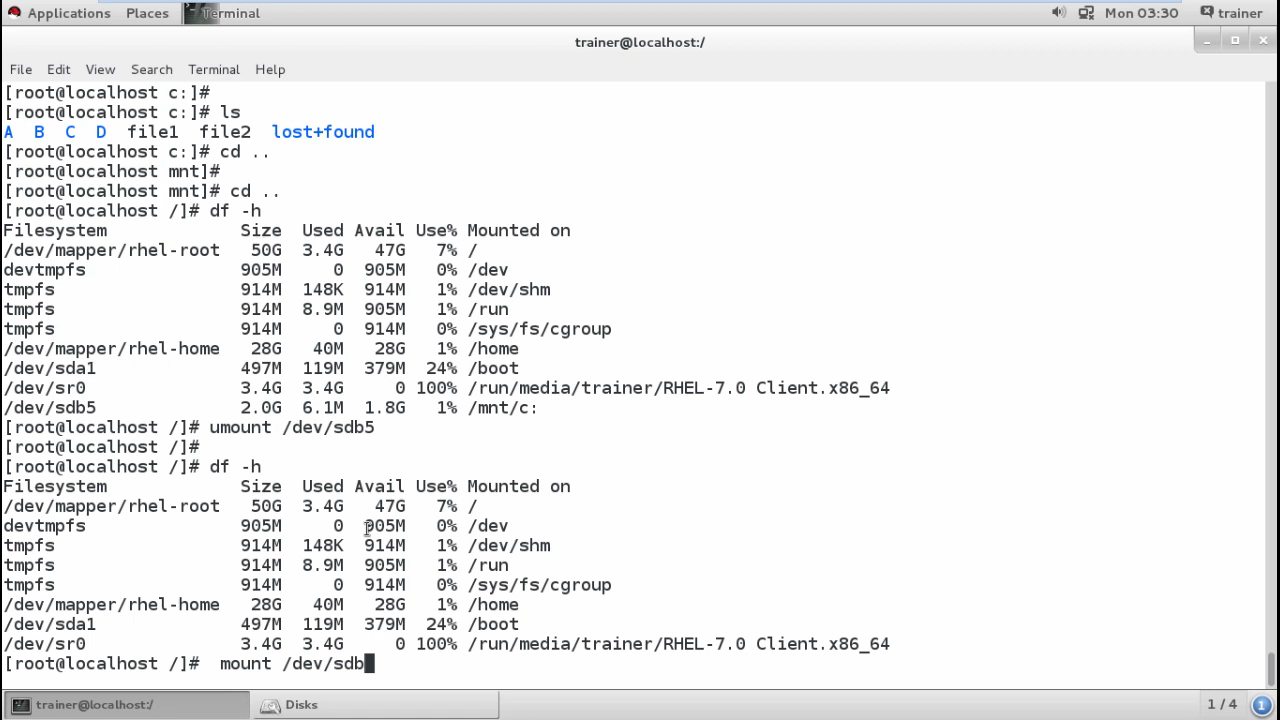 Applications Places Terminal Mon 03:30 trainer
trainer@localhost:/
File Edit View Search Terminal Help
[root@localhost c:]#
[root@localhost c:]# ls
A  B  C  D  file1  file2  lost+found
[root@localhost c:]# cd ..
[root@localhost mnt]#
[root@localhost mnt]# cd ..
[root@localhost /]# df -h
Filesystem             Size  Used Avail Use% Mounted on
/dev/mapper/rhel-root   50G  3.4G   47G   7% /
devtmpfs               905M     0  905M   0% /dev
tmpfs                  914M  148K  914M   1% /dev/shm
tmpfs                  914M  8.9M  905M   1% /run
tmpfs                  914M     0  914M   0% /sys/fs/cgroup
/dev/mapper/rhel-home   28G   40M   28G   1% /home
/dev/sda1              497M  119M  379M  24% /boot
/dev/sr0               3.4G  3.4G     0 100% /run/media/trainer/RHEL-7.0 Client.x86_64
/dev/sdb5              2.0G  6.1M  1.8G   1% /mnt/c:
[root@localhost /]# umount /dev/sdb5
[root@localhost /]#
[root@localhost /]# df -h
Filesystem             Size  Used Avail Use% Mounted on
/dev/mapper/rhel-root   50G  3.4G   47G   7% /
devtmpfs               905M     0  905M   0% /dev
tmpfs                  914M  148K  914M   1% /dev/shm
tmpfs                  914M  8.9M  905M   1% /run
tmpfs                  914M     0  914M   0% /sys/fs/cgroup
/dev/mapper/rhel-home   28G   40M   28G   1% /home
/dev/sda1              497M  119M  379M  24% /boot
/dev/sr0               3.4G  3.4G     0 100% /run/media/trainer/RHEL-7.0 Client.x86_64
[root@localhost /]#  mount /dev/sdb
trainer@localhost:/ Disks 1 / 4 1